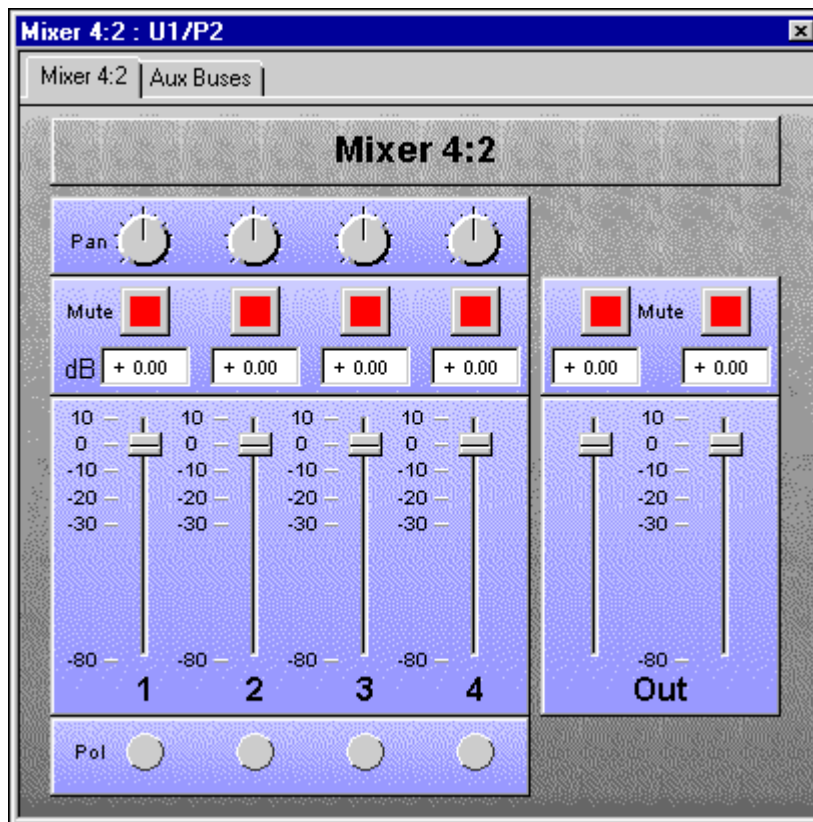 Mixer 4:2 : U1/P2
Mixer 4:2 Aux Buses
Mixer 4:2
Pan
Mute Mute
dB + 0.00 + 0.00 + 0.00 + 0.00 + 0.00 + 0.00
10 10 10 10 10
0 0 0 0 0
-10 -10 -10 -10 -10
-20 -20 -20 -20 -20
-30 -30 -30 -30 -30
-80 -80 -80 -80 -80
1 2 3 4 Out
Pol